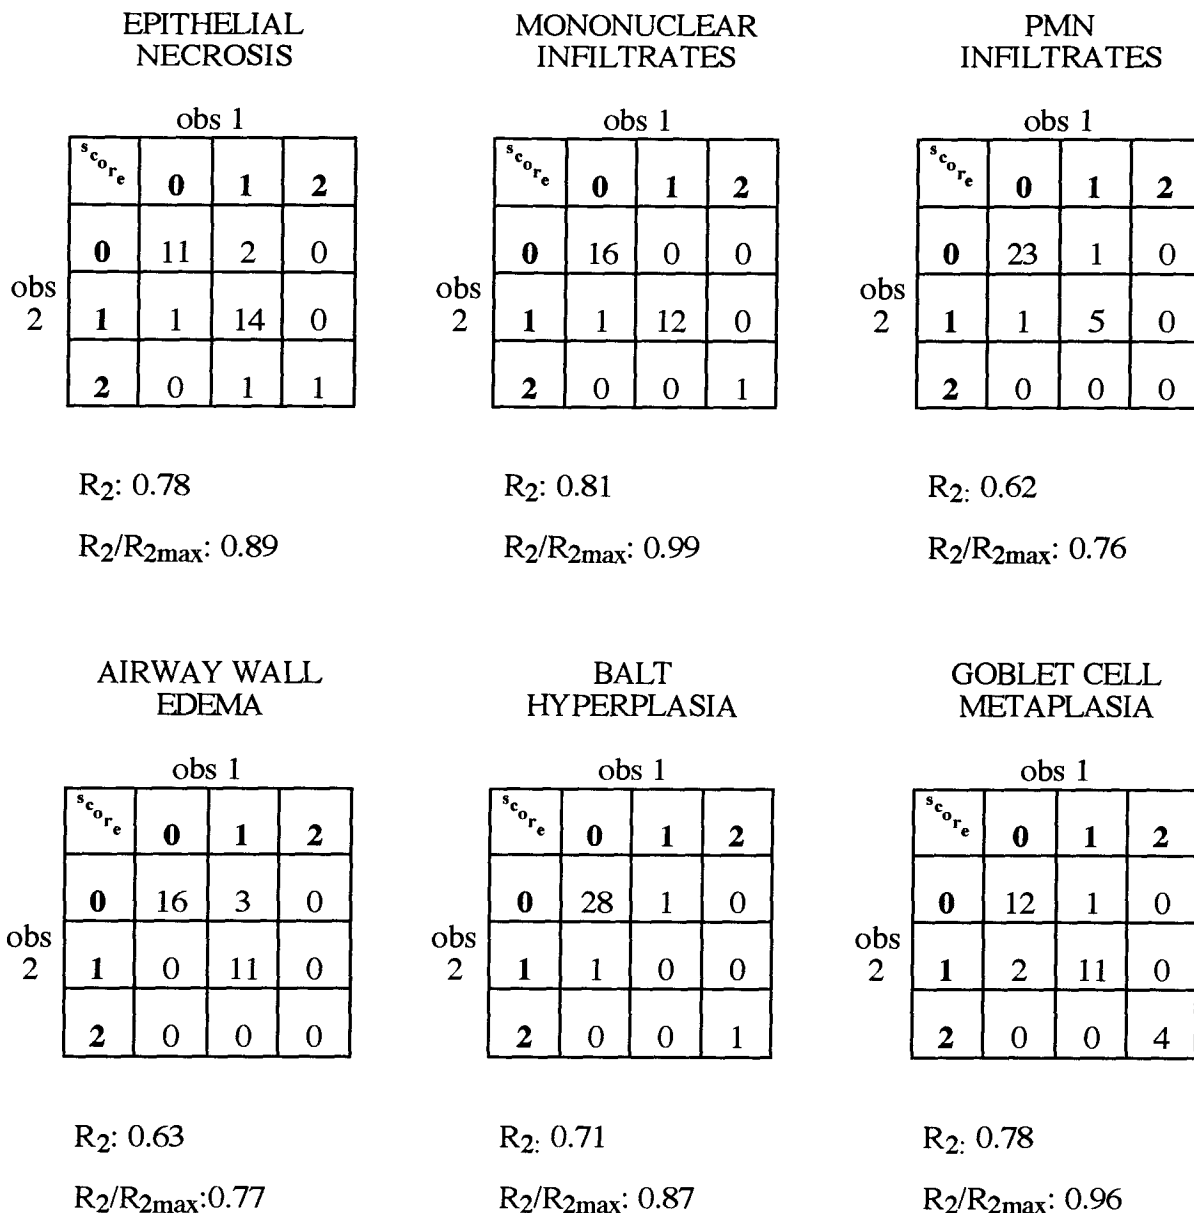 EPITHELIAL
NECROSIS
obs 1
score 0 1 2
0 11 2 0
obs
2
1 1 14 0
2 0 1 1
R2: 0.78
R2/R2max: 0.89
MONONUCLEAR
INFILTRATES
obs 1
score 0 1 2
0 16 0 0
obs
2
1 1 12 0
2 0 0 1
R2: 0.81
R2/R2max: 0.99
PMN
INFILTRATES
obs 1
score 0 1 2
0 23 1 0
obs
2
1 1 5 0
2 0 0 0
R2: 0.62
R2/R2max: 0.76
AIRWAY WALL
EDEMA
obs 1
score 0 1 2
0 16 3 0
obs
2
1 0 11 0
2 0 0 0
R2: 0.63
R2/R2max:0.77
BALT
HYPERPLASIA
obs 1
score 0 1 2
0 28 1 0
obs
2
1 1 0 0
2 0 0 1
R2: 0.71
R2/R2max: 0.87
GOBLET CELL
METAPLASIA
obs 1
score 0 1 2
0 12 1 0
obs
2
1 2 11 0
2 0 0 4
R2: 0.78
R2/R2max: 0.96